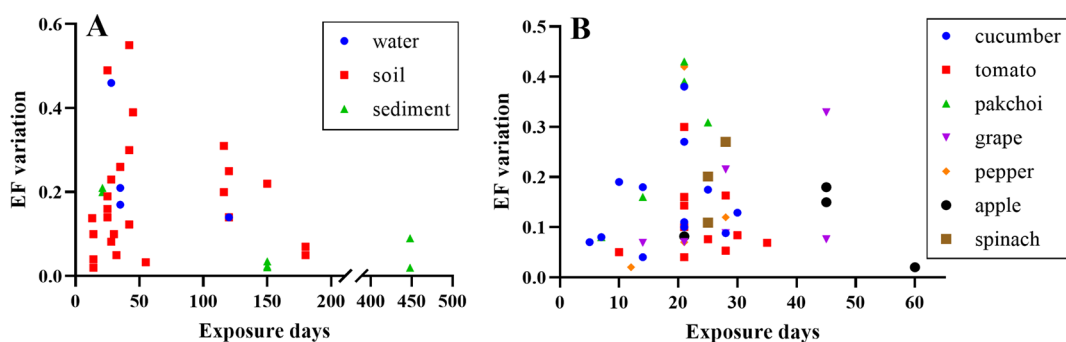 A
EF variation
0.6
0.4
0.2
0.0
0 50 100 150 200 400 450 500
Exposure days
water
soil
sediment
B
EF variation
0.5
0.4
0.3
0.2
0.1
0.0
0 10 20 30 40 50 60
Exposure days
cucumber
tomato
pakchoi
grape
pepper
apple
spinach